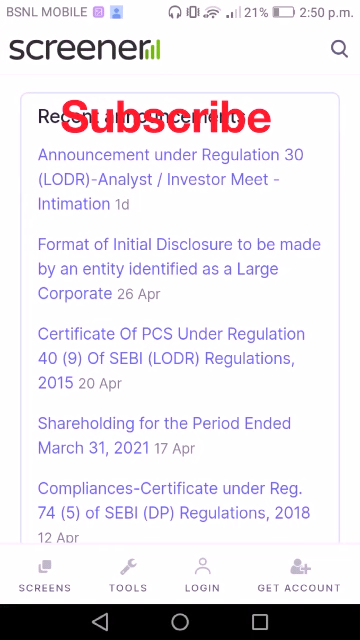 BSNL MOBILE 21% 2:50 p.m.
screener
Recent announcements
Subscribe
Announcement under Regulation 30
(LODR)-Analyst / Investor Meet -
Intimation 1d
Format of Initial Disclosure to be made
by an entity identified as a Large
Corporate 26 Apr
Certificate Of PCS Under Regulation
40 (9) Of SEBI (LODR) Regulations,
2015 20 Apr
Shareholding for the Period Ended
March 31, 2021 17 Apr
Compliances-Certificate under Reg.
74 (5) of SEBI (DP) Regulations, 2018
12 Apr
SCREENS TOOLS LOGIN GET ACCOUNT